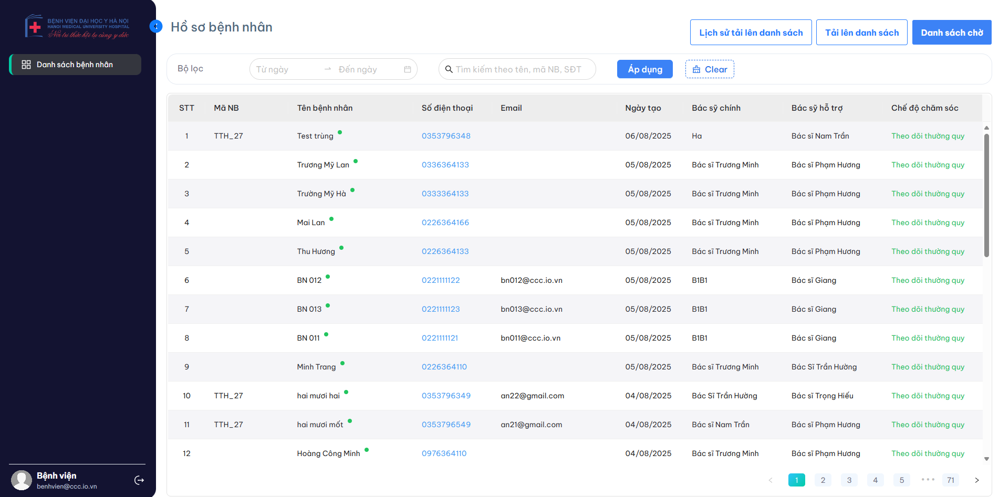 BỆNH VIỆN ĐẠI HỌC Y HÀ NỘI
HANOI MEDICAL UNIVERSITY HOSPITAL
Nơi tri thức hội tụ cùng y đức
Danh sách bệnh nhân
Hồ sơ bệnh nhân
Lịch sử tải lên danh sách
Tải lên danh sách
Danh sách chờ
Bộ lọc
Từ ngày → Đến ngày
Tìm kiếm theo tên, mã NB, SĐT
Áp dụng
Clear
STT Mã NB Tên bệnh nhân Số điện thoại Email Ngày tạo Bác sỹ chính Bác sỹ hỗ trợ Chế độ chăm sóc
1 TTH_27 Test trùng 0353796348 06/08/2025 Ha Bác sĩ Nam Trần Theo dõi thường quy
2 Trương Mỹ Lan 0336364133 05/08/2025 Bác sĩ Trương Minh Bác sĩ Phạm Hương Theo dõi thường quy
3 Trường Mỹ Hà 0333364133 05/08/2025 Bác sĩ Trương Minh Bác sĩ Phạm Hương Theo dõi thường quy
4 Mai Lan 0226364166 05/08/2025 Bác sĩ Trương Minh Bác sĩ Phạm Hương Theo dõi thường quy
5 Thu Hương 0226364133 05/08/2025 Bác sĩ Trương Minh Bác sĩ Phạm Hương Theo dõi thường quy
6 BN 012 0221111122 bn012@ccc.io.vn 05/08/2025 B1B1 Bác sĩ Giang Theo dõi thường quy
7 BN 013 0221111123 bn013@ccc.io.vn 05/08/2025 B1B1 Bác sĩ Giang Theo dõi thường quy
8 BN 011 0221111121 bn011@ccc.io.vn 05/08/2025 B1B1 Bác sĩ Giang Theo dõi thường quy
9 Minh Trang 0226364110 05/08/2025 Bác sĩ Trương Minh Bác Sĩ Trần Hường Theo dõi thường quy
10 TTH_27 hai mươi hai 0353796349 an22@gmail.com 04/08/2025 Bác Sĩ Trần Hường Bác sĩ Trọng Hiếu Theo dõi thường quy
11 TTH_27 hai mươi mốt 0353796549 an21@gmail.com 04/08/2025 Bác sĩ Nam Trần Bác sĩ Phạm Hương Theo dõi thường quy
12 Hoàng Công Minh 0976364110 04/08/2025 Bác sĩ Trương Minh Bác sĩ Phạm Hương Theo dõi thường quy
Bệnh viện
benhvien@ccc.io.vn
< 1 2 3 4 5 ••• 71 >